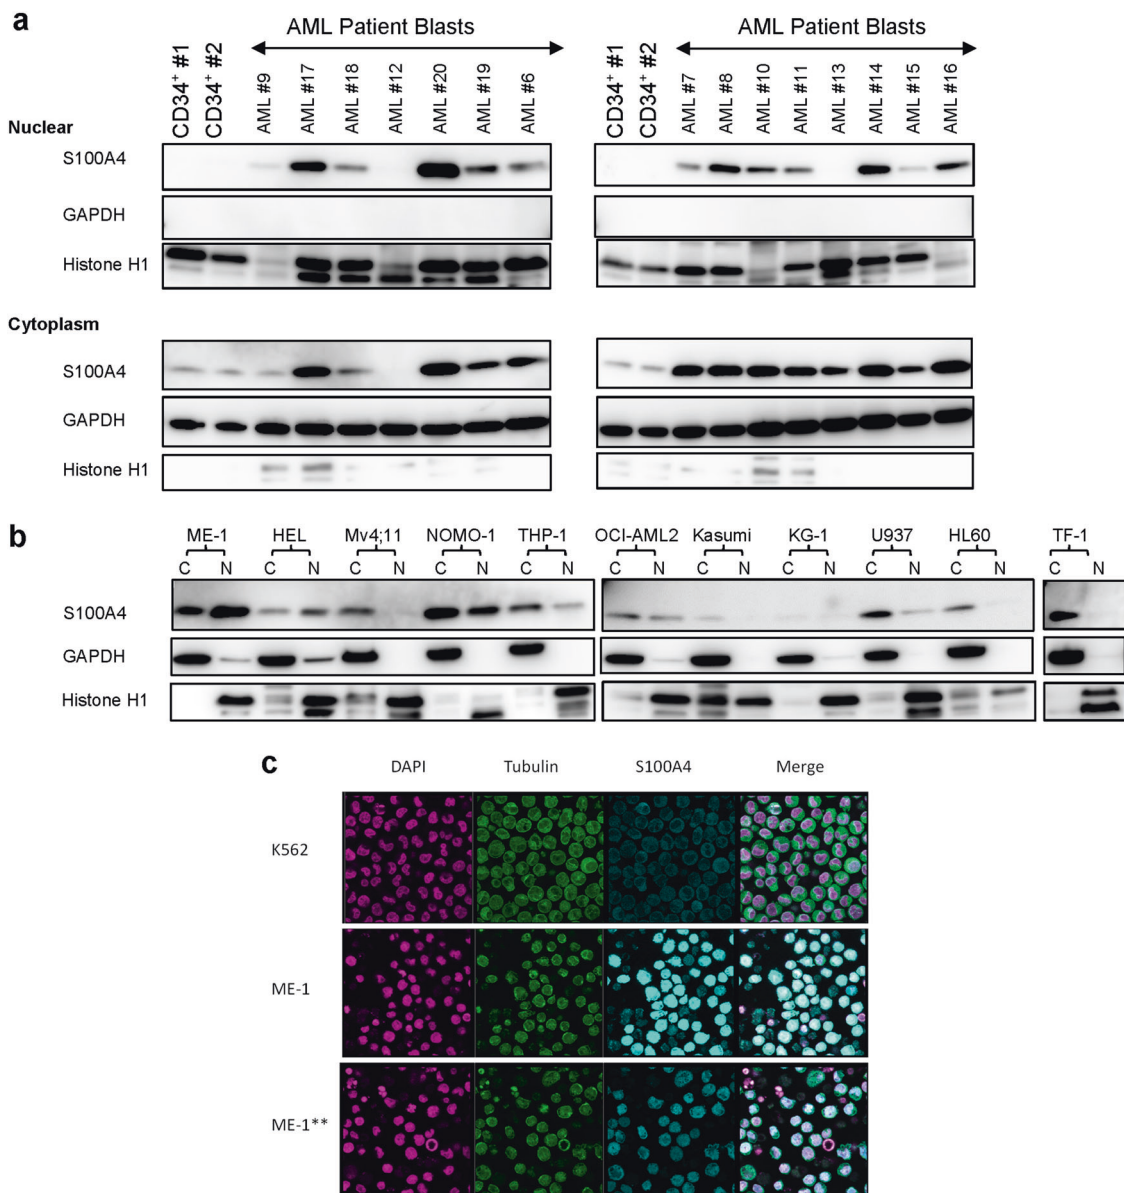 a
AML Patient Blasts
AML Patient Blasts
CD34+ #1
CD34+ #2
AML #9
AML #17
AML #18
AML #12
AML #20
AML #19
AML #6
CD34+ #1
CD34+ #2
AML #7
AML #8
AML #10
AML #11
AML #13
AML #14
AML #15
AML #16
Nuclear
S100A4
GAPDH
Histone H1
Cytoplasm
S100A4
GAPDH
Histone H1
b
ME-1 HEL Mv4;11 NOMO-1 THP-1 OCI-AML2 Kasumi KG-1 U937 HL60 TF-1
C N C N C N C N C N C N C N C N C N C N C N
S100A4
GAPDH
Histone H1
c
DAPI Tubulin S100A4 Merge
K562
ME-1
ME-1**